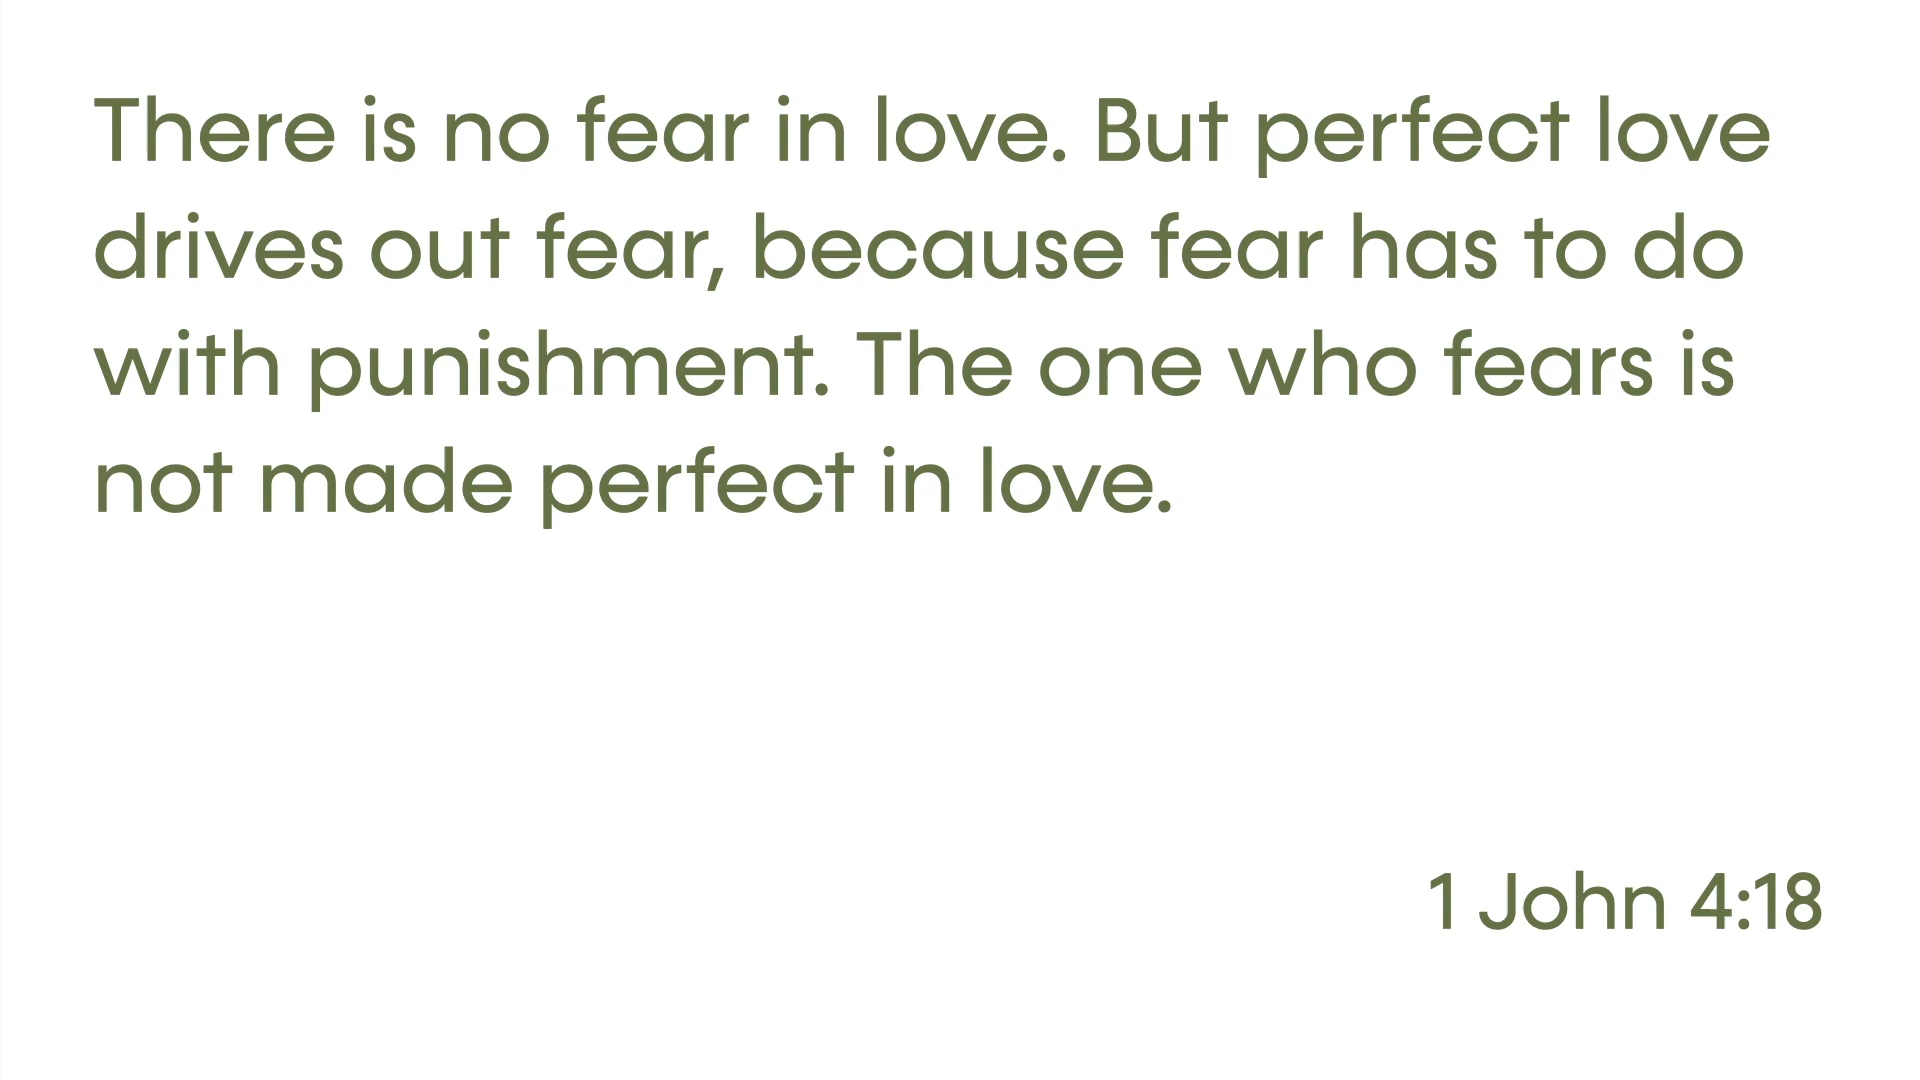 There is no fear in love. But perfect love
drives out fear, because fear has to do
with punishment. The one who fears is
not made perfect in love.
1 John 4:18